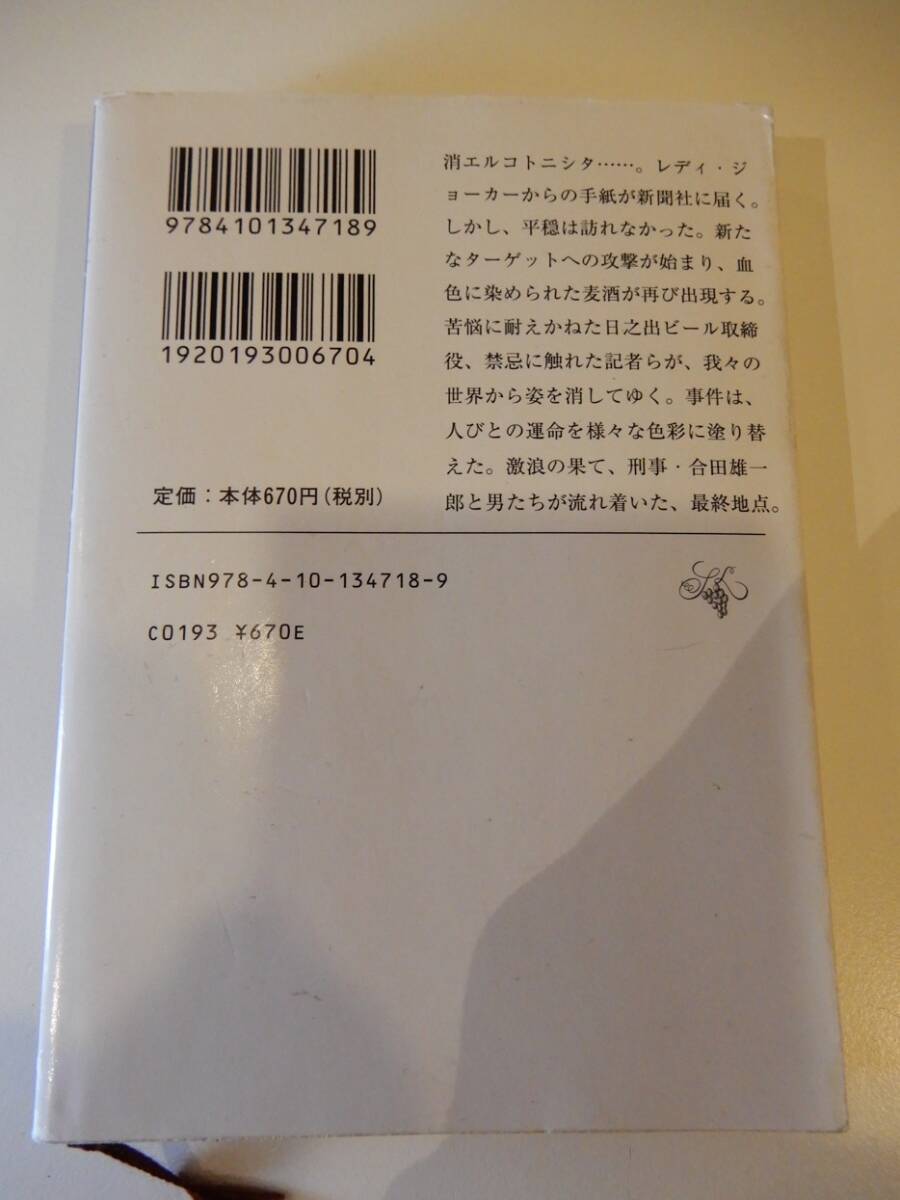 9784101347189
1920193006704
定価：本体670円（税別）
消エルコトニシタ……。レディ・ジ
ョーカーからの手紙が新聞社に届く。
しかし、平穏は訪れなかった。新た
なターゲットへの攻撃が始まり、血
色に染められた麦酒が再び出現する。
苦悩に耐えかねた日之出ビール取締
役、禁忌に触れた記者らが、我々の
世界から姿を消してゆく。事件は、
人びとの運命を様々な色彩に塗り替
えた。激浪の果て、刑事・合田雄一
郎と男たちが流れ着いた、最終地点。
ISBN978-4-10-134718-9
C0193 ¥670E